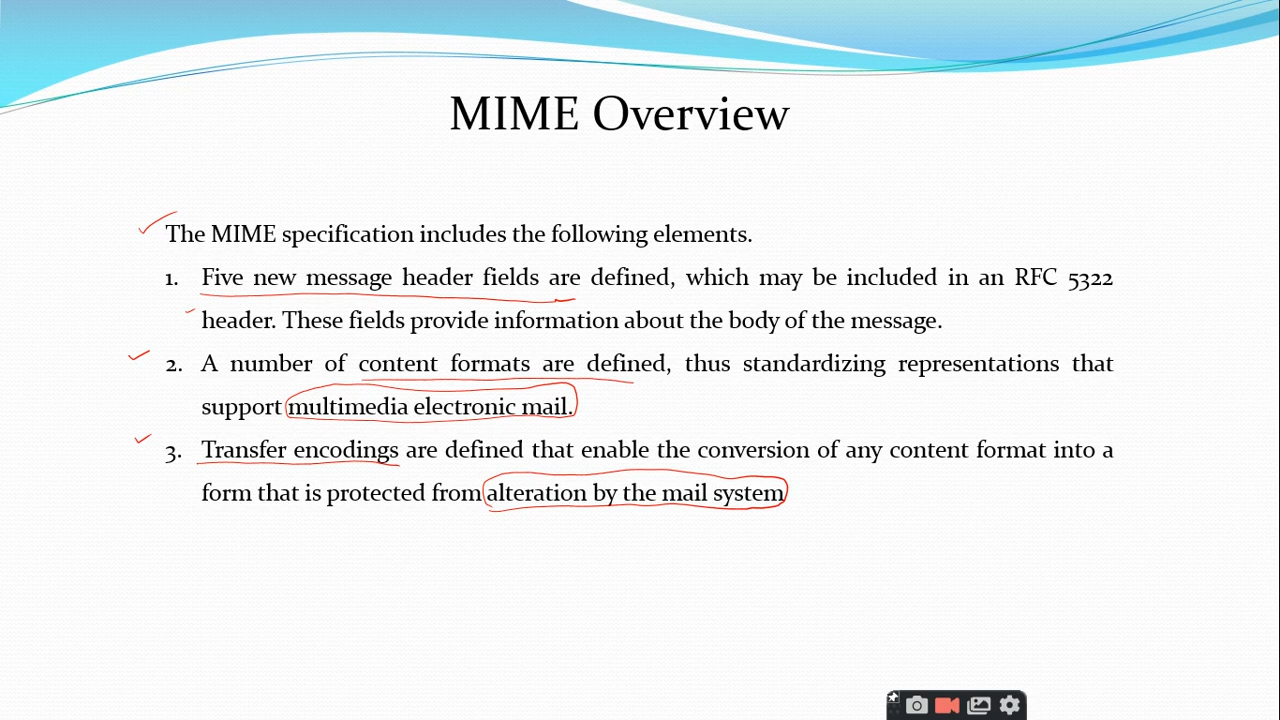 MIME Overview
The MIME specification includes the following elements.
1. Five new message header fields are defined, which may be included in an RFC 5322
header. These fields provide information about the body of the message.
2. A number of content formats are defined, thus standardizing representations that
support multimedia electronic mail.
3. Transfer encodings are defined that enable the conversion of any content format into a
form that is protected from alteration by the mail system